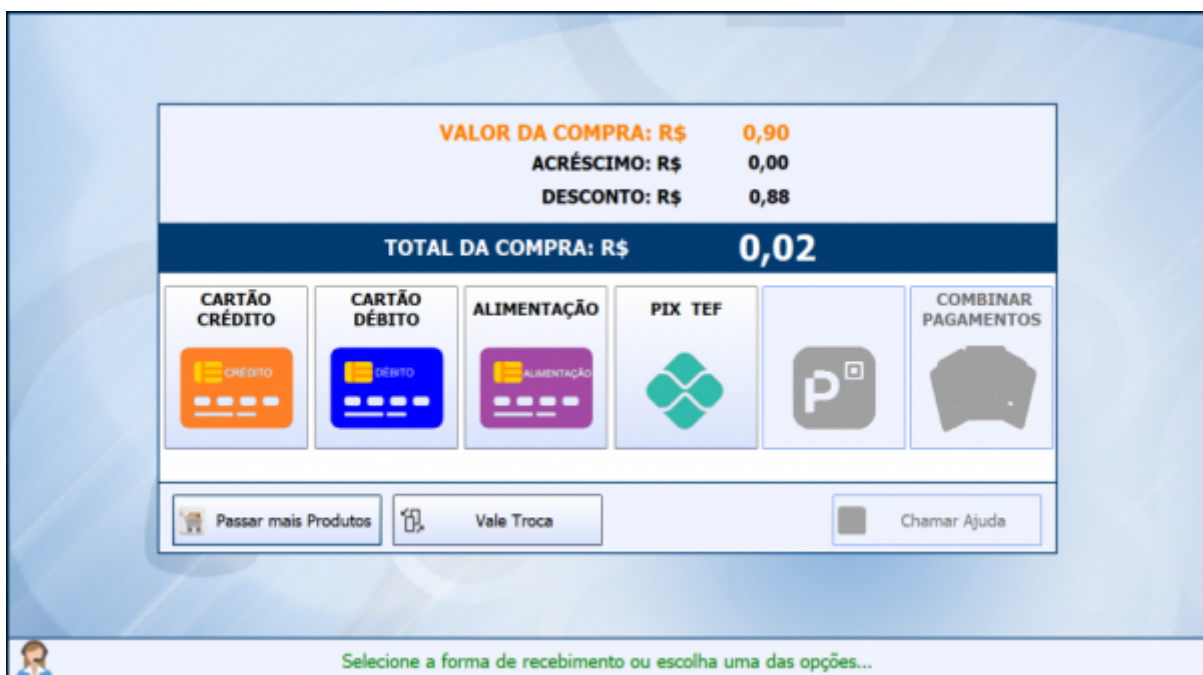 VALOR DA COMPRA: R$ 0,90
ACRÉSCIMO: R$ 0,00
DESCONTO: R$ 0,88
TOTAL DA COMPRA: R$ 0,02
CARTÃO
CRÉDITO
CARTÃO
DÉBITO
ALIMENTAÇÃO
PIX TEF
COMBINAR
PAGAMENTOS
CRÉDITO
DÉBITO
ALIMENTAÇÃO
P
Passar mais Produtos
Vale Troca
Chamar Ajuda
Selecione a forma de recebimento ou escolha uma das opções...